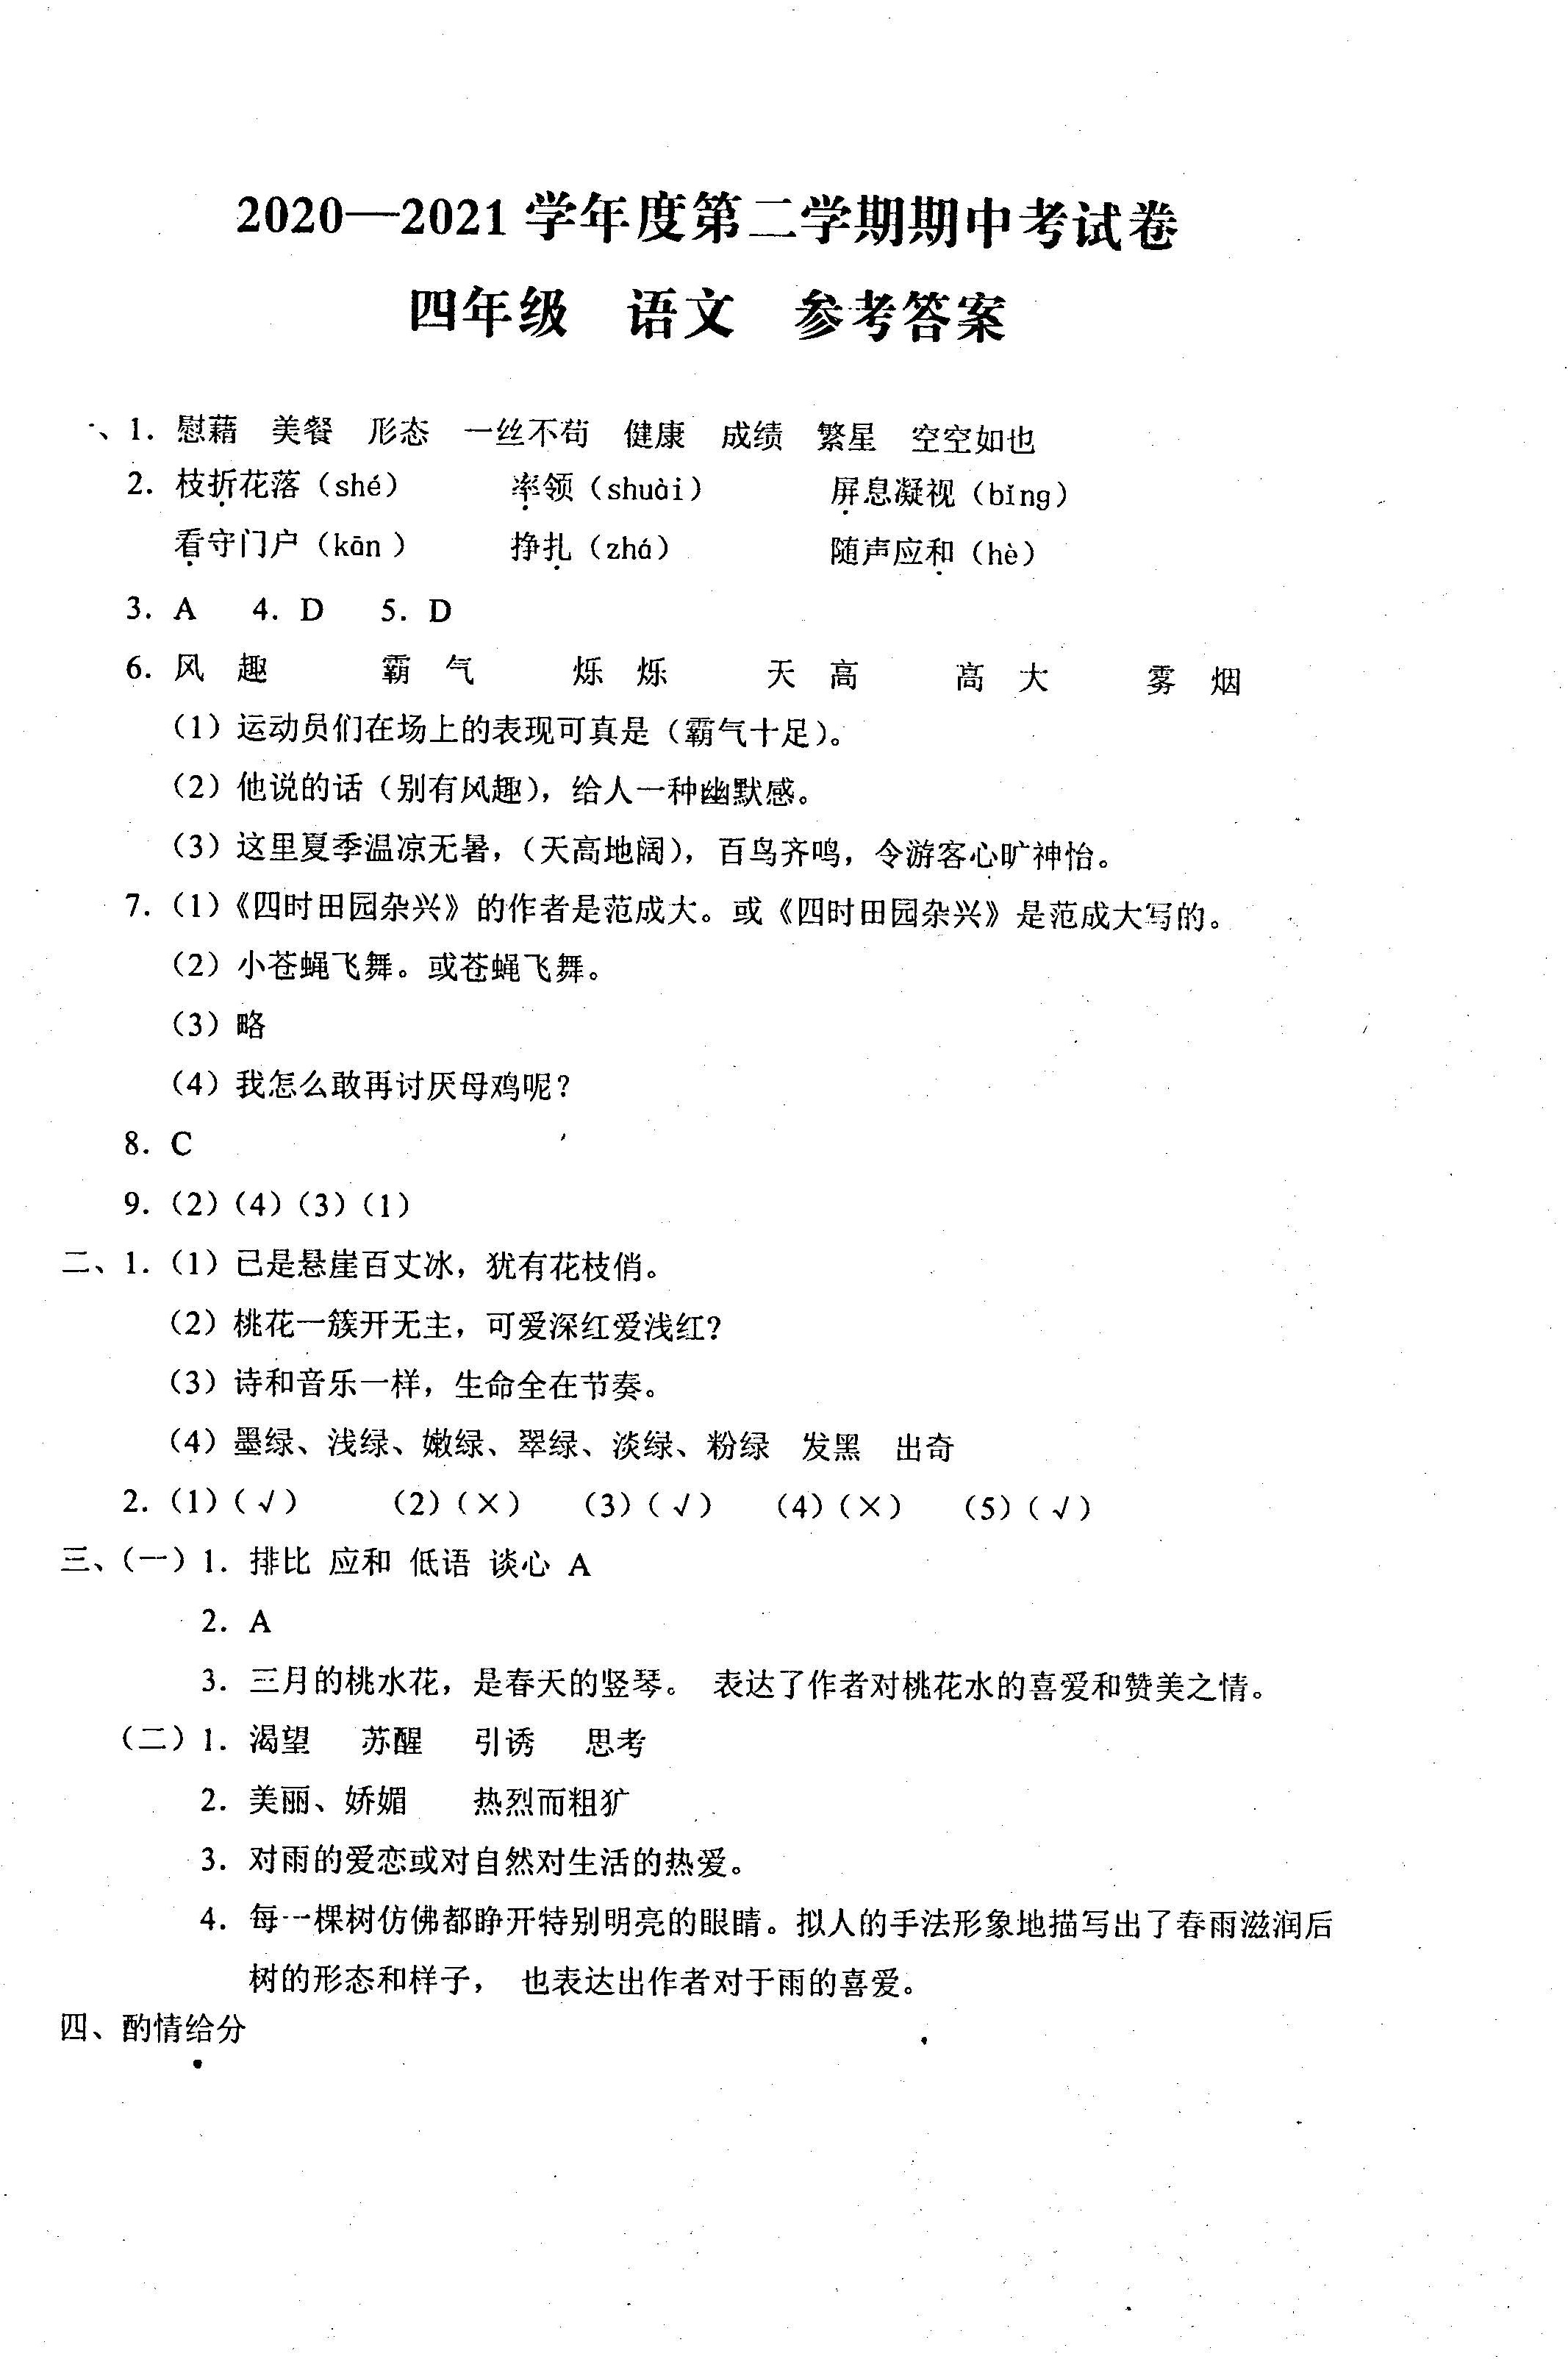 2020—2021 学年度第二学期期中考试卷
四年级 语文 参考答案
一、1. 慰藉 美餐 形态 一丝不苟 健康 成绩 繁星 空空如也
2. 枝折花落（shé） 率领（shuài） 屏息凝视（bǐng）
看守门户（kān ） 挣扎（zhá） 随声应和（hè）
3. A 4. D 5. D
6. 风 趣 霸 气 烁 烁 天 高 高 大 雾 烟
（1）运动员们在场上的表现可真是（霸气十足）。
（2）他说的话（别有风趣），给人一种幽默感。
（3）这里夏季温凉无暑，（天高地阔），百鸟齐鸣，令游客心旷神怡。
7.（1）《四时田园杂兴》的作者是范成大。或《四时田园杂兴》是范成大写的。
（2）小苍蝇飞舞。或苍蝇飞舞。
（3）略
（4）我怎么敢再讨厌母鸡呢？
8. C
9.（2）（4）（3）（1）
二、1.（1）已是悬崖百丈冰，犹有花枝俏。
（2）桃花一簇开无主，可爱深红爱浅红？
（3）诗和音乐一样，生命全在节奏。
（4）墨绿、浅绿、嫩绿、翠绿、淡绿、粉绿 发黑 出奇
2.（1）（√） （2）（×） （3）（√） （4）（×） （5）（√）
三、（一）1. 排比 应和 低语 谈心 A
2. A
3. 三月的桃水花，是春天的竖琴。 表达了作者对桃花水的喜爱和赞美之情。
（二）1. 渴望 苏醒 引诱 思考
2. 美丽、娇媚 热烈而粗犷
3. 对雨的爱恋或对自然对生活的热爱。
4. 每一棵树仿佛都睁开特别明亮的眼睛。拟人的手法形象地描写出了春雨滋润后
树的形态和样子， 也表达出作者对于雨的喜爱。
四、酌情给分